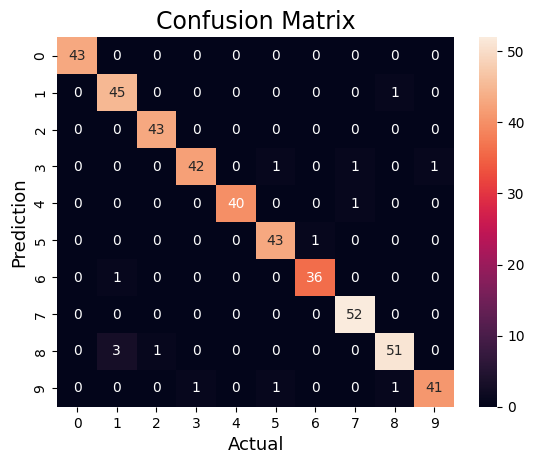 Confusion Matrix
0 43 0 0 0 0 0 0 0 0 0
1 0 45 0 0 0 0 0 0 1 0
2 0 0 43 0 0 0 0 0 0 0
3 0 0 0 42 0 1 0 1 0 1
4 0 0 0 0 40 0 0 1 0 0
5 0 0 0 0 0 43 1 0 0 0
6 0 1 0 0 0 0 36 0 0 0
7 0 0 0 0 0 0 0 52 0 0
8 0 3 1 0 0 0 0 0 51 0
9 0 0 0 1 0 1 0 0 1 41
0 1 2 3 4 5 6 7 8 9
Actual
Prediction
50
40
30
20
10
0